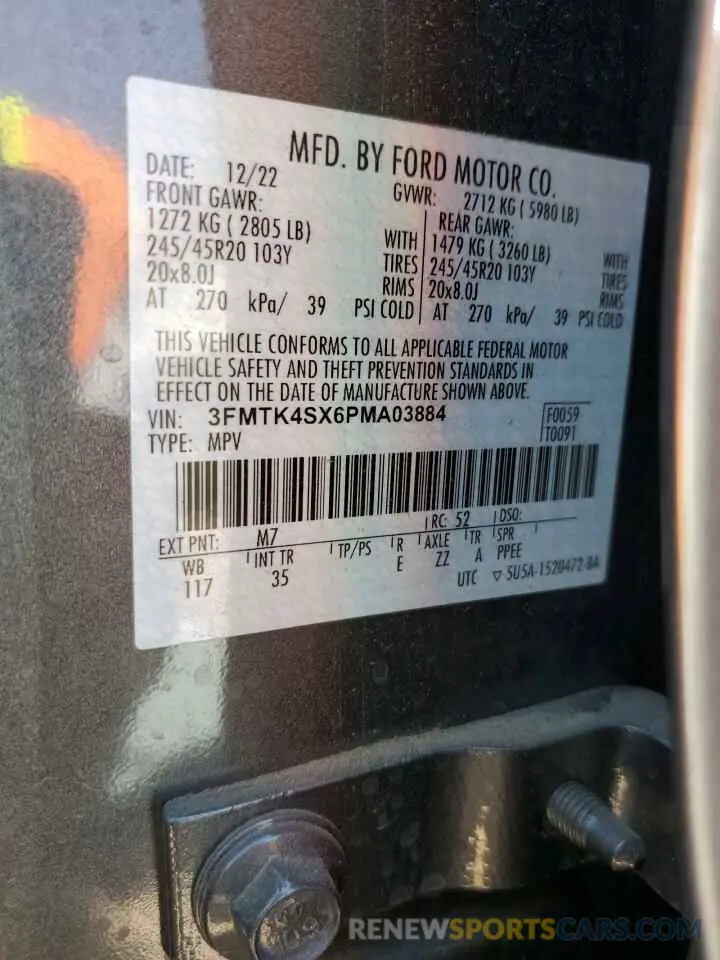 MFD. BY FORD MOTOR CO.
DATE: 12/22 GVWR: 2712 KG ( 5980 LB)
FRONT GAWR: REAR GAWR:
1272 KG ( 2805 LB) WITH 1479 KG ( 3260 LB) WITH
245/45R20 103Y TIRES 245/45R20 103Y TIRES
20x8.0J RIMS 20x8.0J RIMS
AT 270 kPa/ 39 PSI COLD AT 270 kPa/ 39 PSI COLD
THIS VEHICLE CONFORMS TO ALL APPLICABLE FEDERAL MOTOR
VEHICLE SAFETY AND THEFT PREVENTION STANDARDS IN
EFFECT ON THE DATE OF MANUFACTURE SHOWN ABOVE.
VIN: 3FMTK4SX6PMA03884 F0059
TYPE: MPV T0091
EXT PNT: M7 RC: 52 DSO:
WB INT TR TP/PS R AXLE TR SPR
117 35 E ZZ A PPEE
UTC ▽ SU5A-1520472-BA
RENEWSPORTSCARS.COM